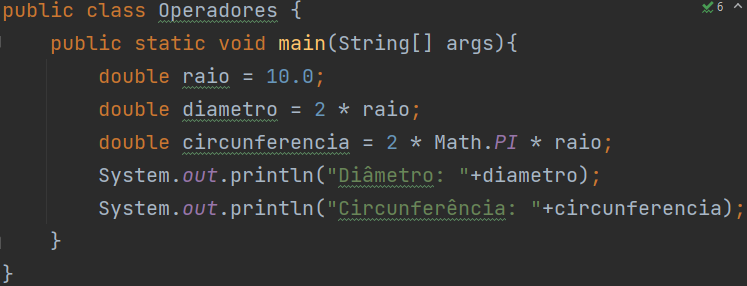 public class Operadores {
6
    public static void main(String[] args){
        double raio = 10.0;
        double diametro = 2 * raio;
        double circunferencia = 2 * Math.PI * raio;
        System.out.println("Diâmetro: "+diametro);
        System.out.println("Circunferência: "+circunferencia);
    }
}